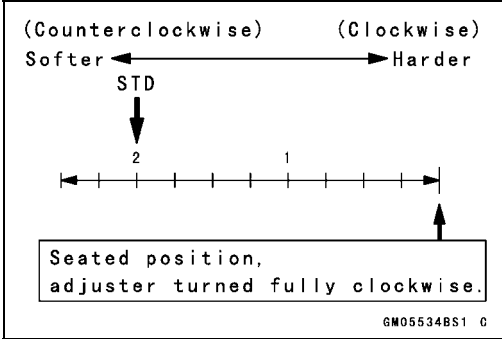 (Counterclockwise) (Clockwise)
Softer Harder
STD
2 1
Seated position,
adjuster turned fully clockwise.
GM05534BS1 C